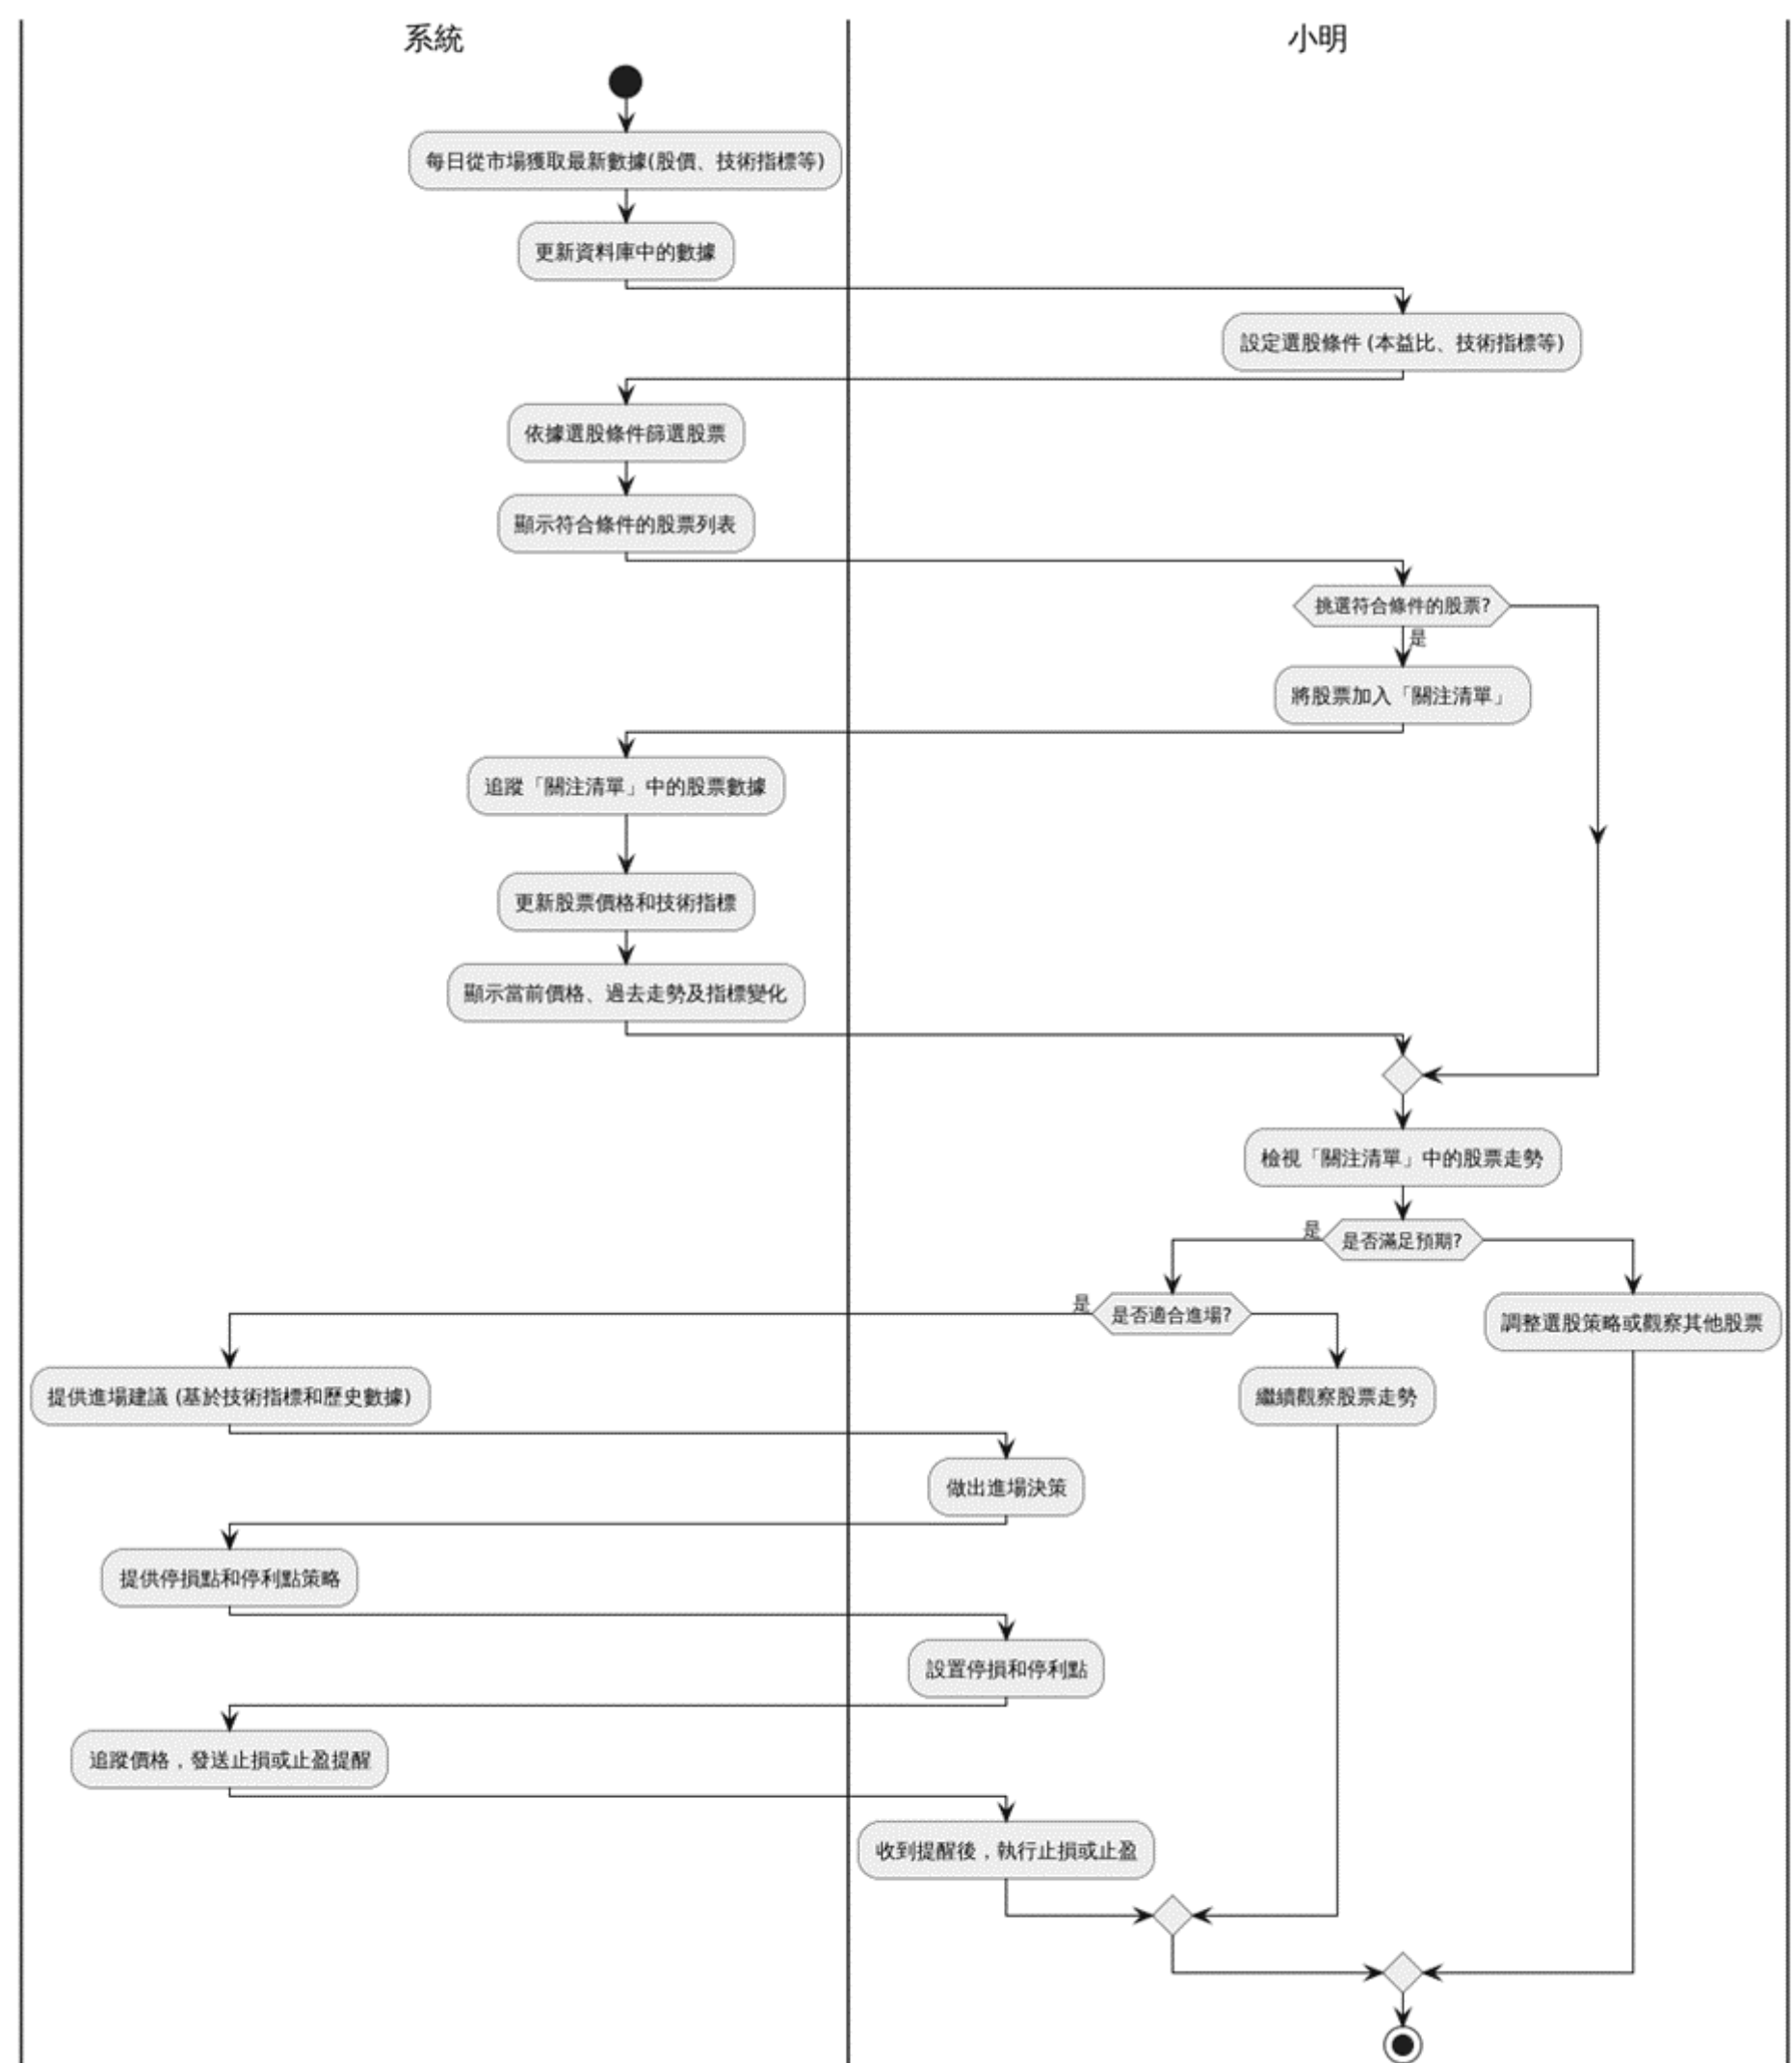 系統
小明
每日從市場獲取最新數據(股價、技術指標等)
更新資料庫中的數據
設定選股條件 (本益比、技術指標等)
依據選股條件篩選股票
顯示符合條件的股票列表
挑選符合條件的股票?
是
將股票加入「關注清單」
追蹤「關注清單」中的股票數據
更新股票價格和技術指標
顯示當前價格、過去走勢及指標變化
檢視「關注清單」中的股票走勢
是
是否滿足預期?
是
是否適合進場?
調整選股策略或觀察其他股票
提供進場建議 (基於技術指標和歷史數據)
繼續觀察股票走勢
做出進場決策
提供停損點和停利點策略
設置停損和停利點
追蹤價格，發送止損或止盈提醒
收到提醒後，執行止損或止盈